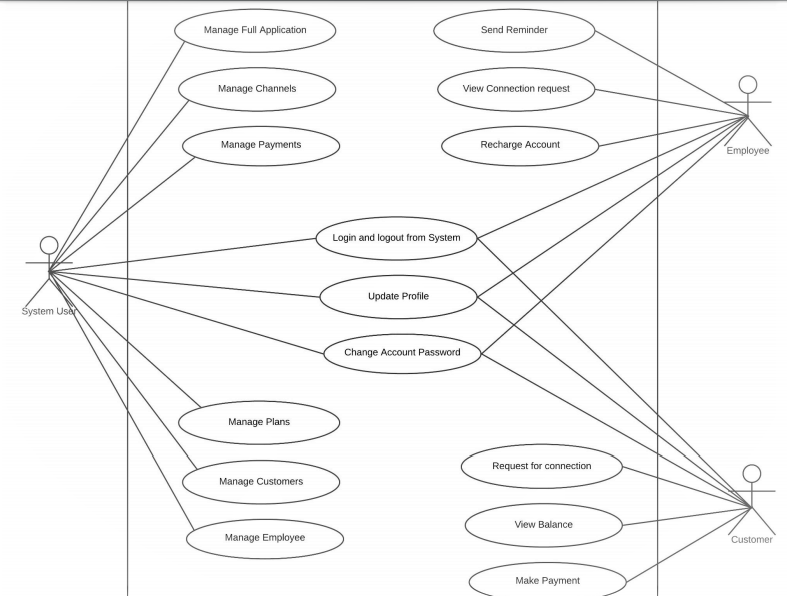 Manage Full Application
Send Reminder
Manage Channels
View Connection request
Manage Payments
Recharge Account
Employee
Login and logout from System
System User
Update Profile
Change Account Password
Manage Plans
Request for connection
Manage Customers
View Balance
Manage Employee
Customer
Make Payment